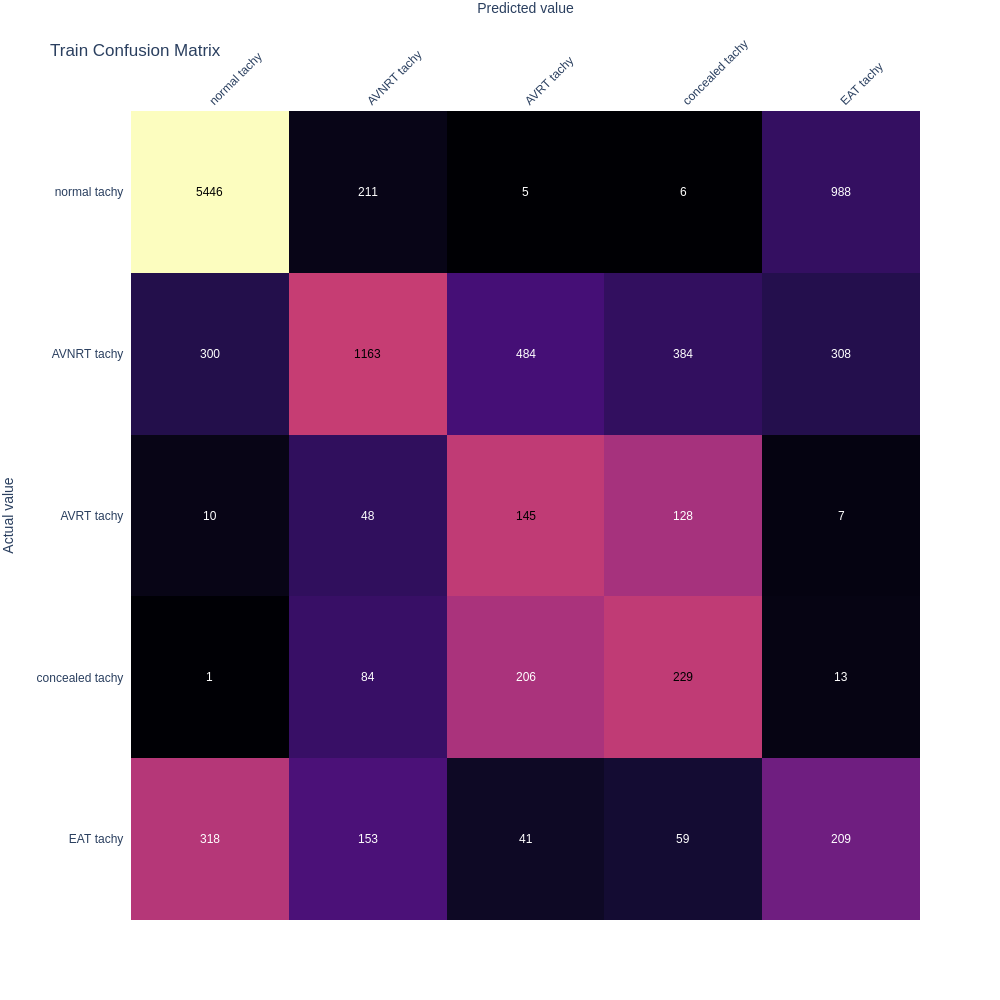 Predicted value
Train Confusion Matrix
normal tachy
AVNRT tachy
AVRT tachy
concealed tachy
EAT tachy
normal tachy 5446 211 5 6 988
AVNRT tachy 300 1163 484 384 308
AVRT tachy 10 48 145 128 7
concealed tachy 1 84 206 229 13
EAT tachy 318 153 41 59 209
Actual value